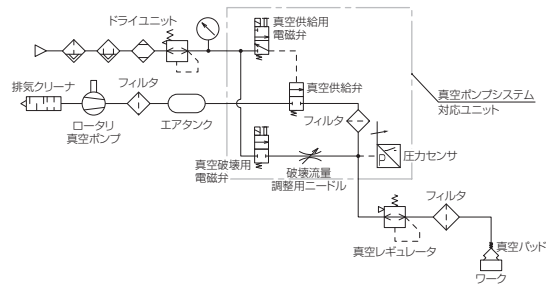 ドライユニット
真空供給用
電磁弁
排気クリーナ
フィルタ
真空供給弁
真空ポンプシステム
対応ユニット
ロータリ
真空ポンプ
エアタンク
フィルタ
真空破壊用
電磁弁
破壊流量
調整用ニードル
P
圧力センサ
フィルタ
真空レギュレータ
真空パッド
ワーク